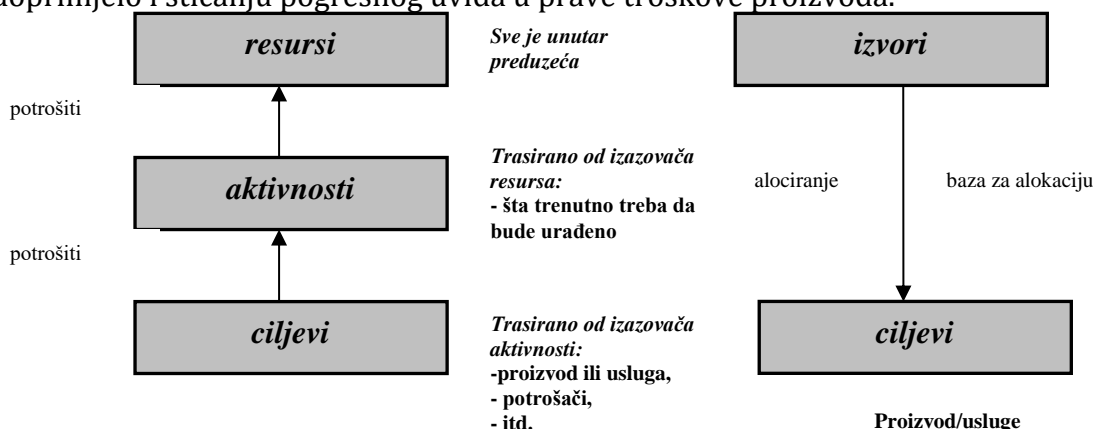 doprinijelo i sticanju pogrešnog uvida u prave troškove proizvoda.
resursi
Sve je unutar
preduzeća
izvori
potrošiti
aktivnosti
Trasirano od izazovača
resursa:
- šta trenutno treba da
bude urađeno
alociranje
baza za alokaciju
potrošiti
ciljevi
Trasirano od izazovača
aktivnosti:
-proizvod ili usluga,
- potrošači,
- itd.
ciljevi
Proizvod/usluge